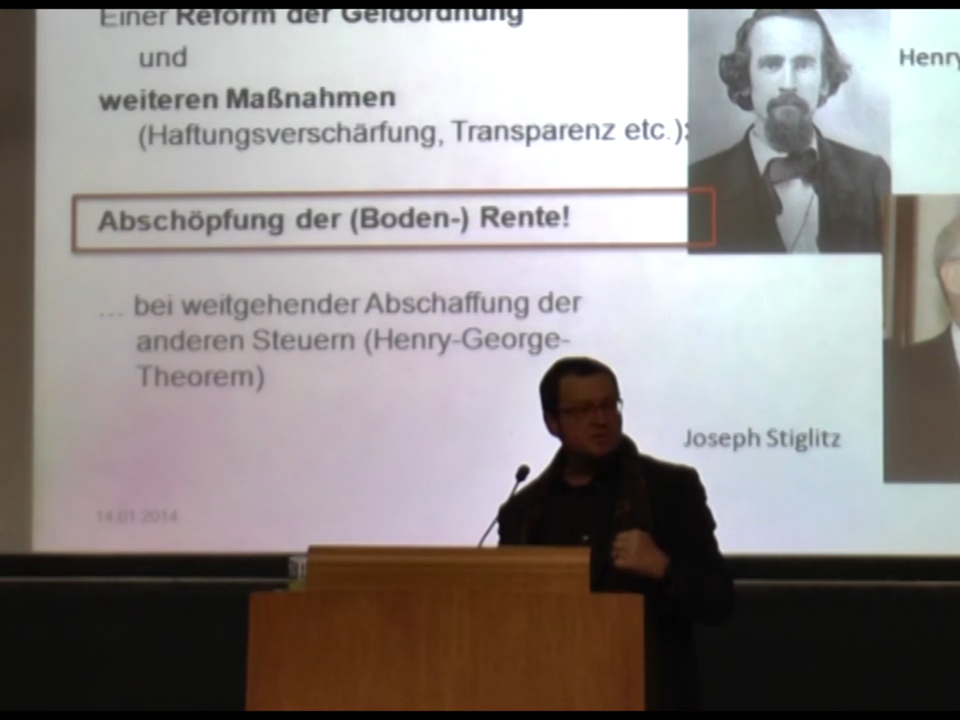 Einer Reform der Geldordnung
und
weiteren Maßnahmen
(Haftungsverschärfung, Transparenz etc.):
Henry
Abschöpfung der (Boden-) Rente!
... bei weitgehender Abschaffung der
anderen Steuern (Henry-George-
Theorem)
Joseph Stiglitz
14.01.2014